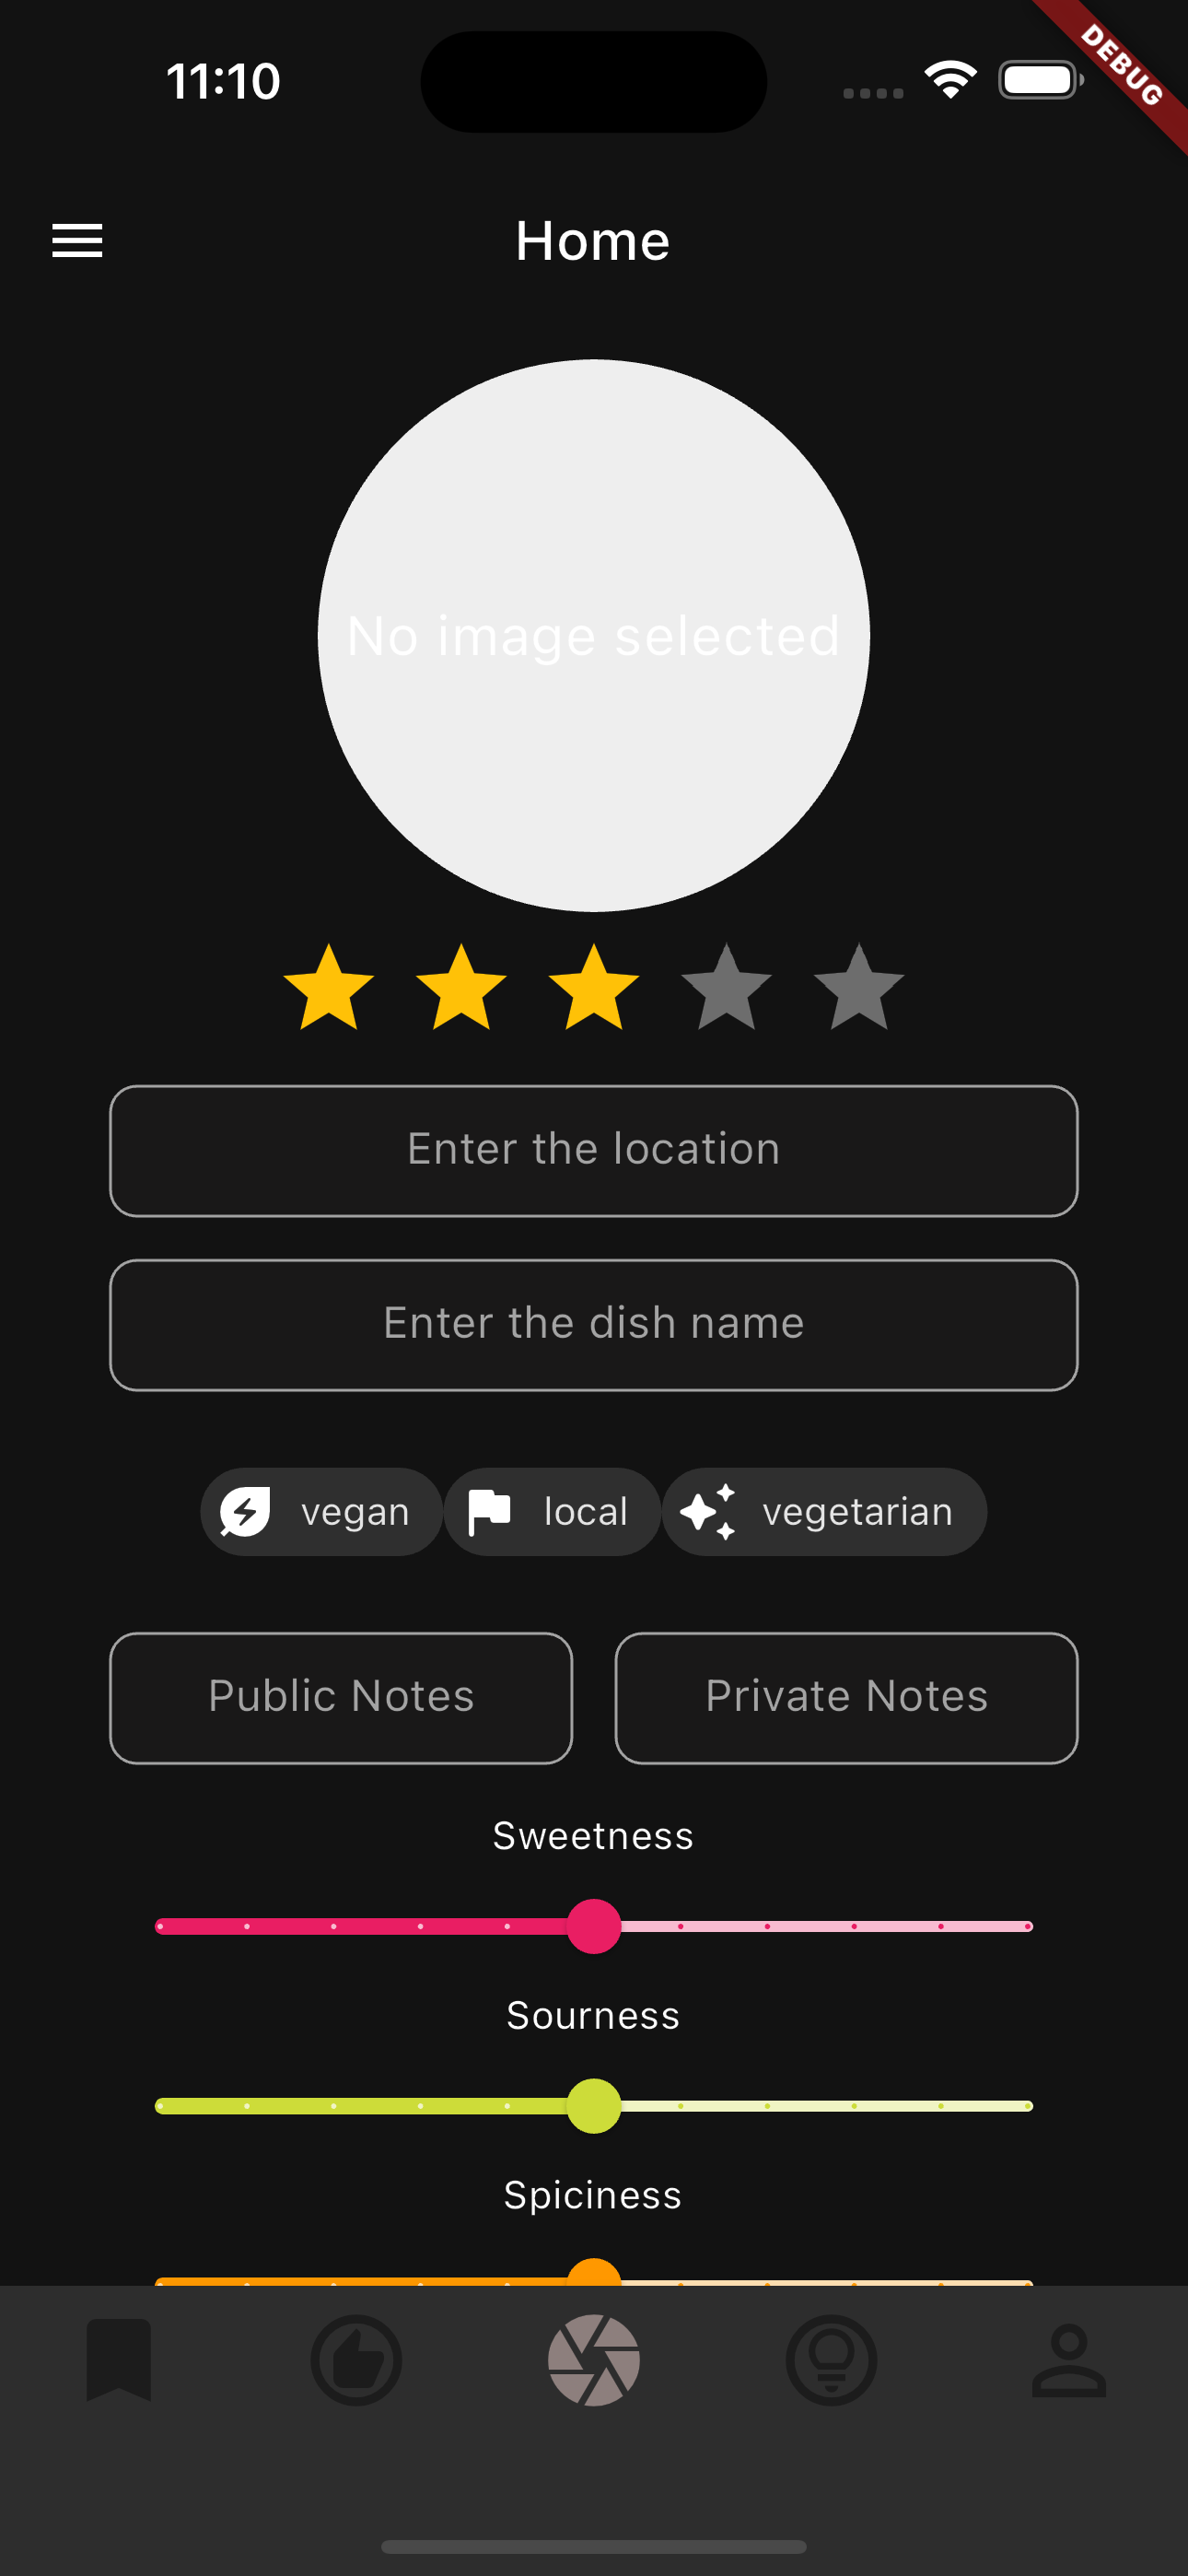 11:10
DEBUG
Home
No image selected
Enter the location
Enter the dish name
vegan local vegetarian
Public Notes Private Notes
Sweetness
Sourness
Spiciness